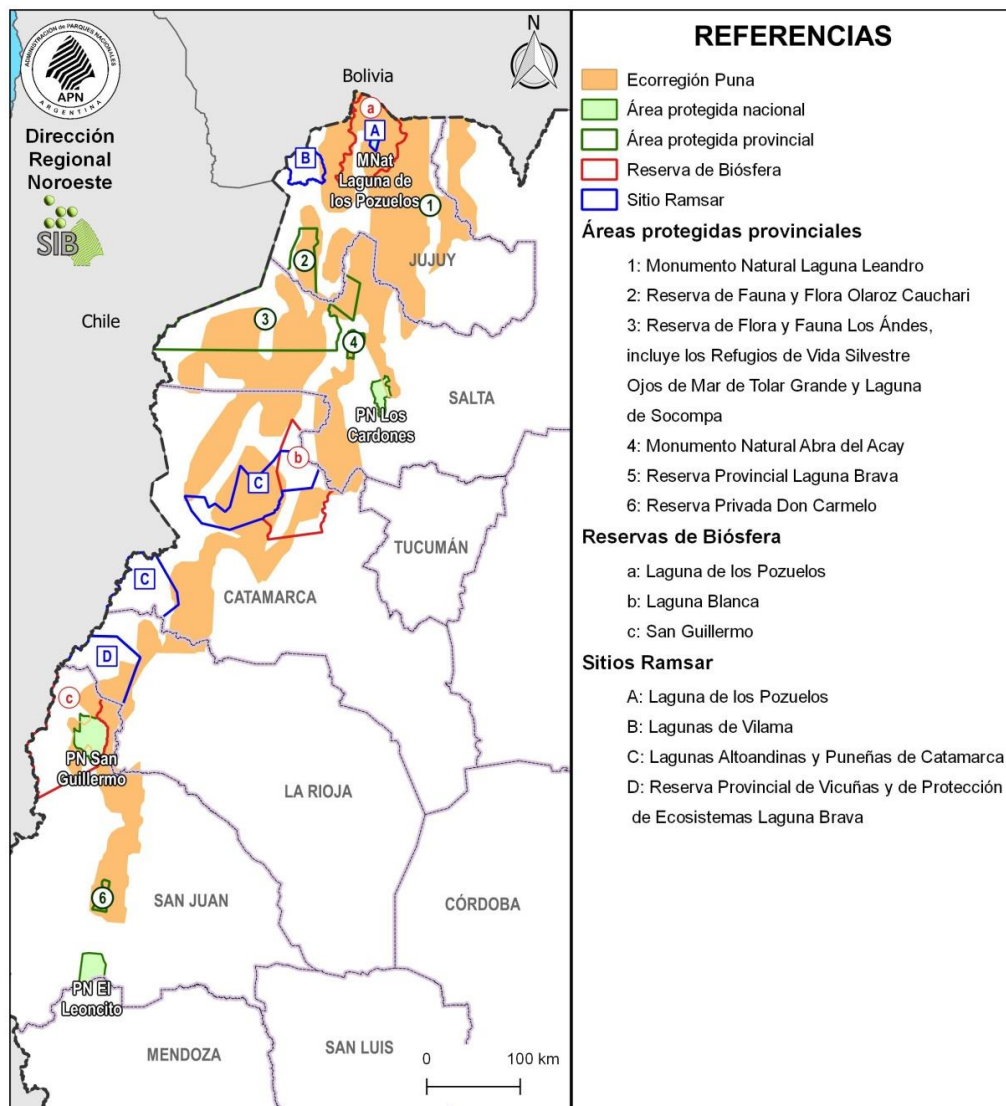 ADMINISTRACIÓN de PARQUES NACIONALES
APN
ARGENTINA
Dirección
Regional
Noroeste
SIB
N
Bolivia
a
A
B
MNat
Laguna de
los Pozuelos
1
JUJUY
2
Chile
3
4
SALTA
PN Los
Cardones
b
C
TUCUMÁN
C
CATAMARCA
D
c
PN San
Guillermo
LA RIOJA
6
SAN JUAN
CÓRDOBA
PN El
Leoncito
MENDOZA
SAN LUIS
0 100 km
REFERENCIAS
Ecorregión Puna
Área protegida nacional
Área protegida provincial
Reserva de Biósfera
Sitio Ramsar
Áreas protegidas provinciales
1: Monumento Natural Laguna Leandro
2: Reserva de Fauna y Flora Olaroz Cauchari
3: Reserva de Flora y Fauna Los Ándes,
incluye los Refugios de Vida Silvestre
Ojos de Mar de Tolar Grande y Laguna
de Socompa
4: Monumento Natural Abra del Acay
5: Reserva Provincial Laguna Brava
6: Reserva Privada Don Carmelo
Reservas de Biósfera
a: Laguna de los Pozuelos
b: Laguna Blanca
c: San Guillermo
Sitios Ramsar
A: Laguna de los Pozuelos
B: Lagunas de Vilama
C: Lagunas Altoandinas y Puneñas de Catamarca
D: Reserva Provincial de Vicuñas y de Protección
de Ecosistemas Laguna Brava